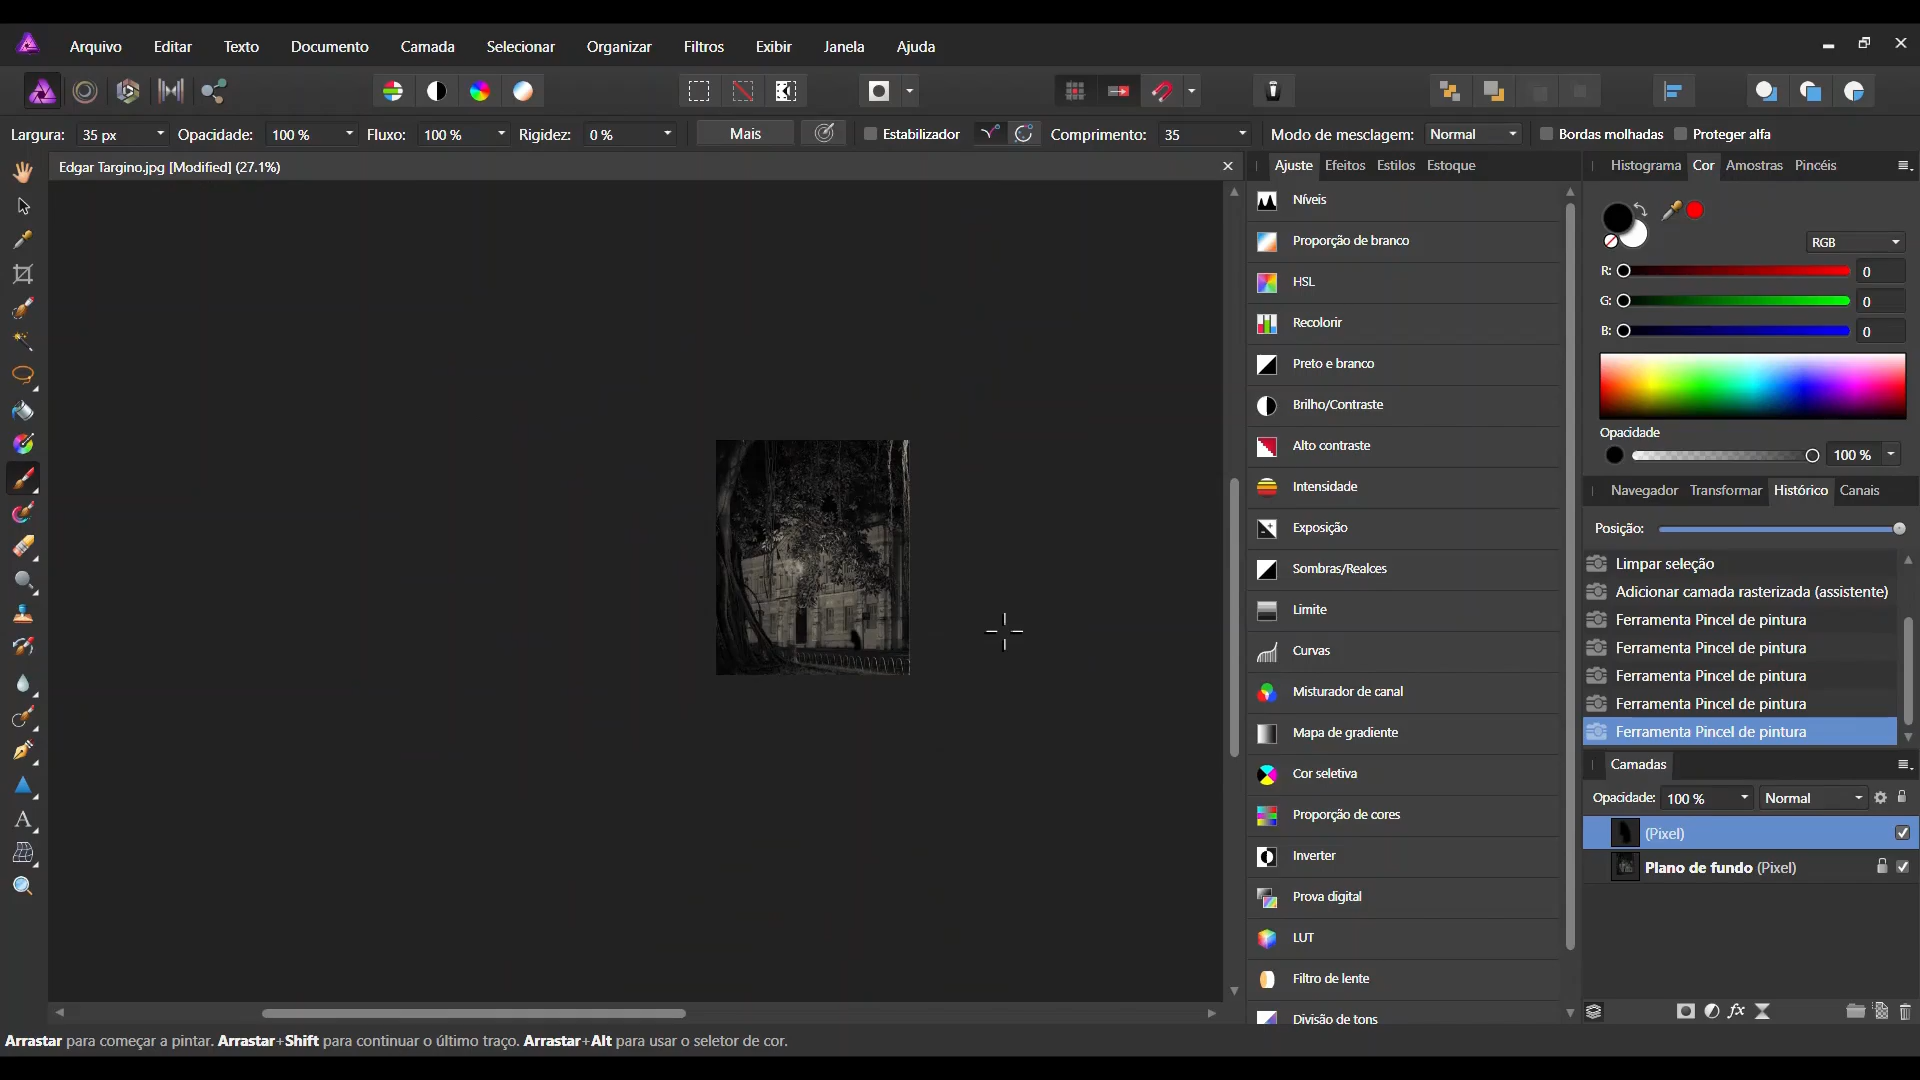 Arquivo Editar Texto Documento Camada Selecionar Organizar Filtros Exibir Janela Ajuda
Largura: 35 px Opacidade: 100 % Fluxo: 100 % Rigidez: 0 % Mais Estabilizador Comprimento: 35 Modo de mesclagem: Normal Bordas molhadas Proteger alfa
Edgar Targino.jpg [Modified] (27.1%)
Ajuste Efeitos Estilos Estoque
Níveis
Proporção de branco
HSL
Recolorir
Preto e branco
Brilho/Contraste
Alto contraste
Intensidade
Exposição
Sombras/Realces
Limite
Curvas
Misturador de canal
Mapa de gradiente
Cor seletiva
Proporção de cores
Inverter
Prova digital
LUT
Filtro de lente
Divisão de tons
Histograma Cor Amostras Pincéis
RGB
R: 0
G: 0
B: 0
Opacidade
100 %
Navegador Transformar Histórico Canais
Posição:
Limpar seleção
Adicionar camada rasterizada (assistente)
Ferramenta Pincel de pintura
Ferramenta Pincel de pintura
Ferramenta Pincel de pintura
Ferramenta Pincel de pintura
Ferramenta Pincel de pintura
Camadas
Opacidade: 100 % Normal
(Pixel)
Plano de fundo (Pixel)
Arrastar para começar a pintar. Arrastar+Shift para continuar o último traço. Arrastar+Alt para usar o seletor de cor.